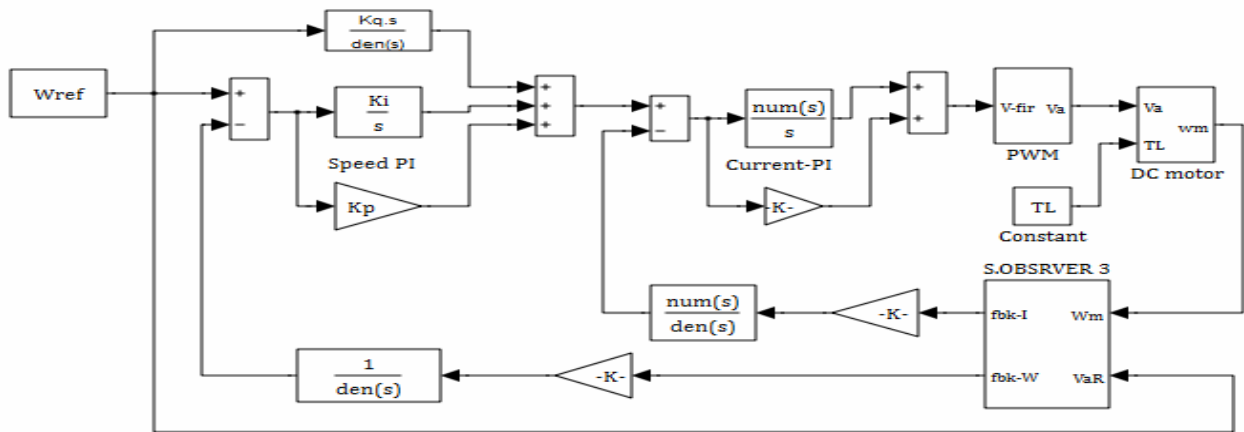 Kq.s
den(s)
Wref
+
−
Ki
s
Speed PI
Kp
+
+
+
+
−
num(s)
s
Current-PI
-K-
+
+
V-fir Va
PWM
Va
wm
TL
DC motor
TL
Constant
S.OBSRVER 3
fbk-I Wm
fbk-W VaR
-K-
num(s)
den(s)
-K-
1
den(s)